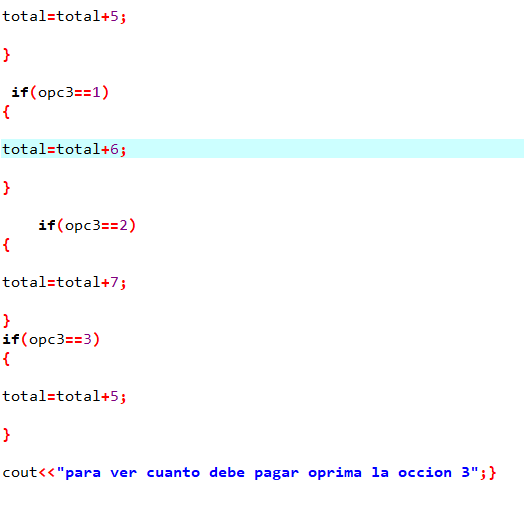 total=total+5;
}
if(opc3==1)
{
total=total+6;
}
if(opc3==2)
{
total=total+7;
}
if(opc3==3)
{
total=total+5;
}
cout<<"para ver cuanto debe pagar oprima la occion 3";}